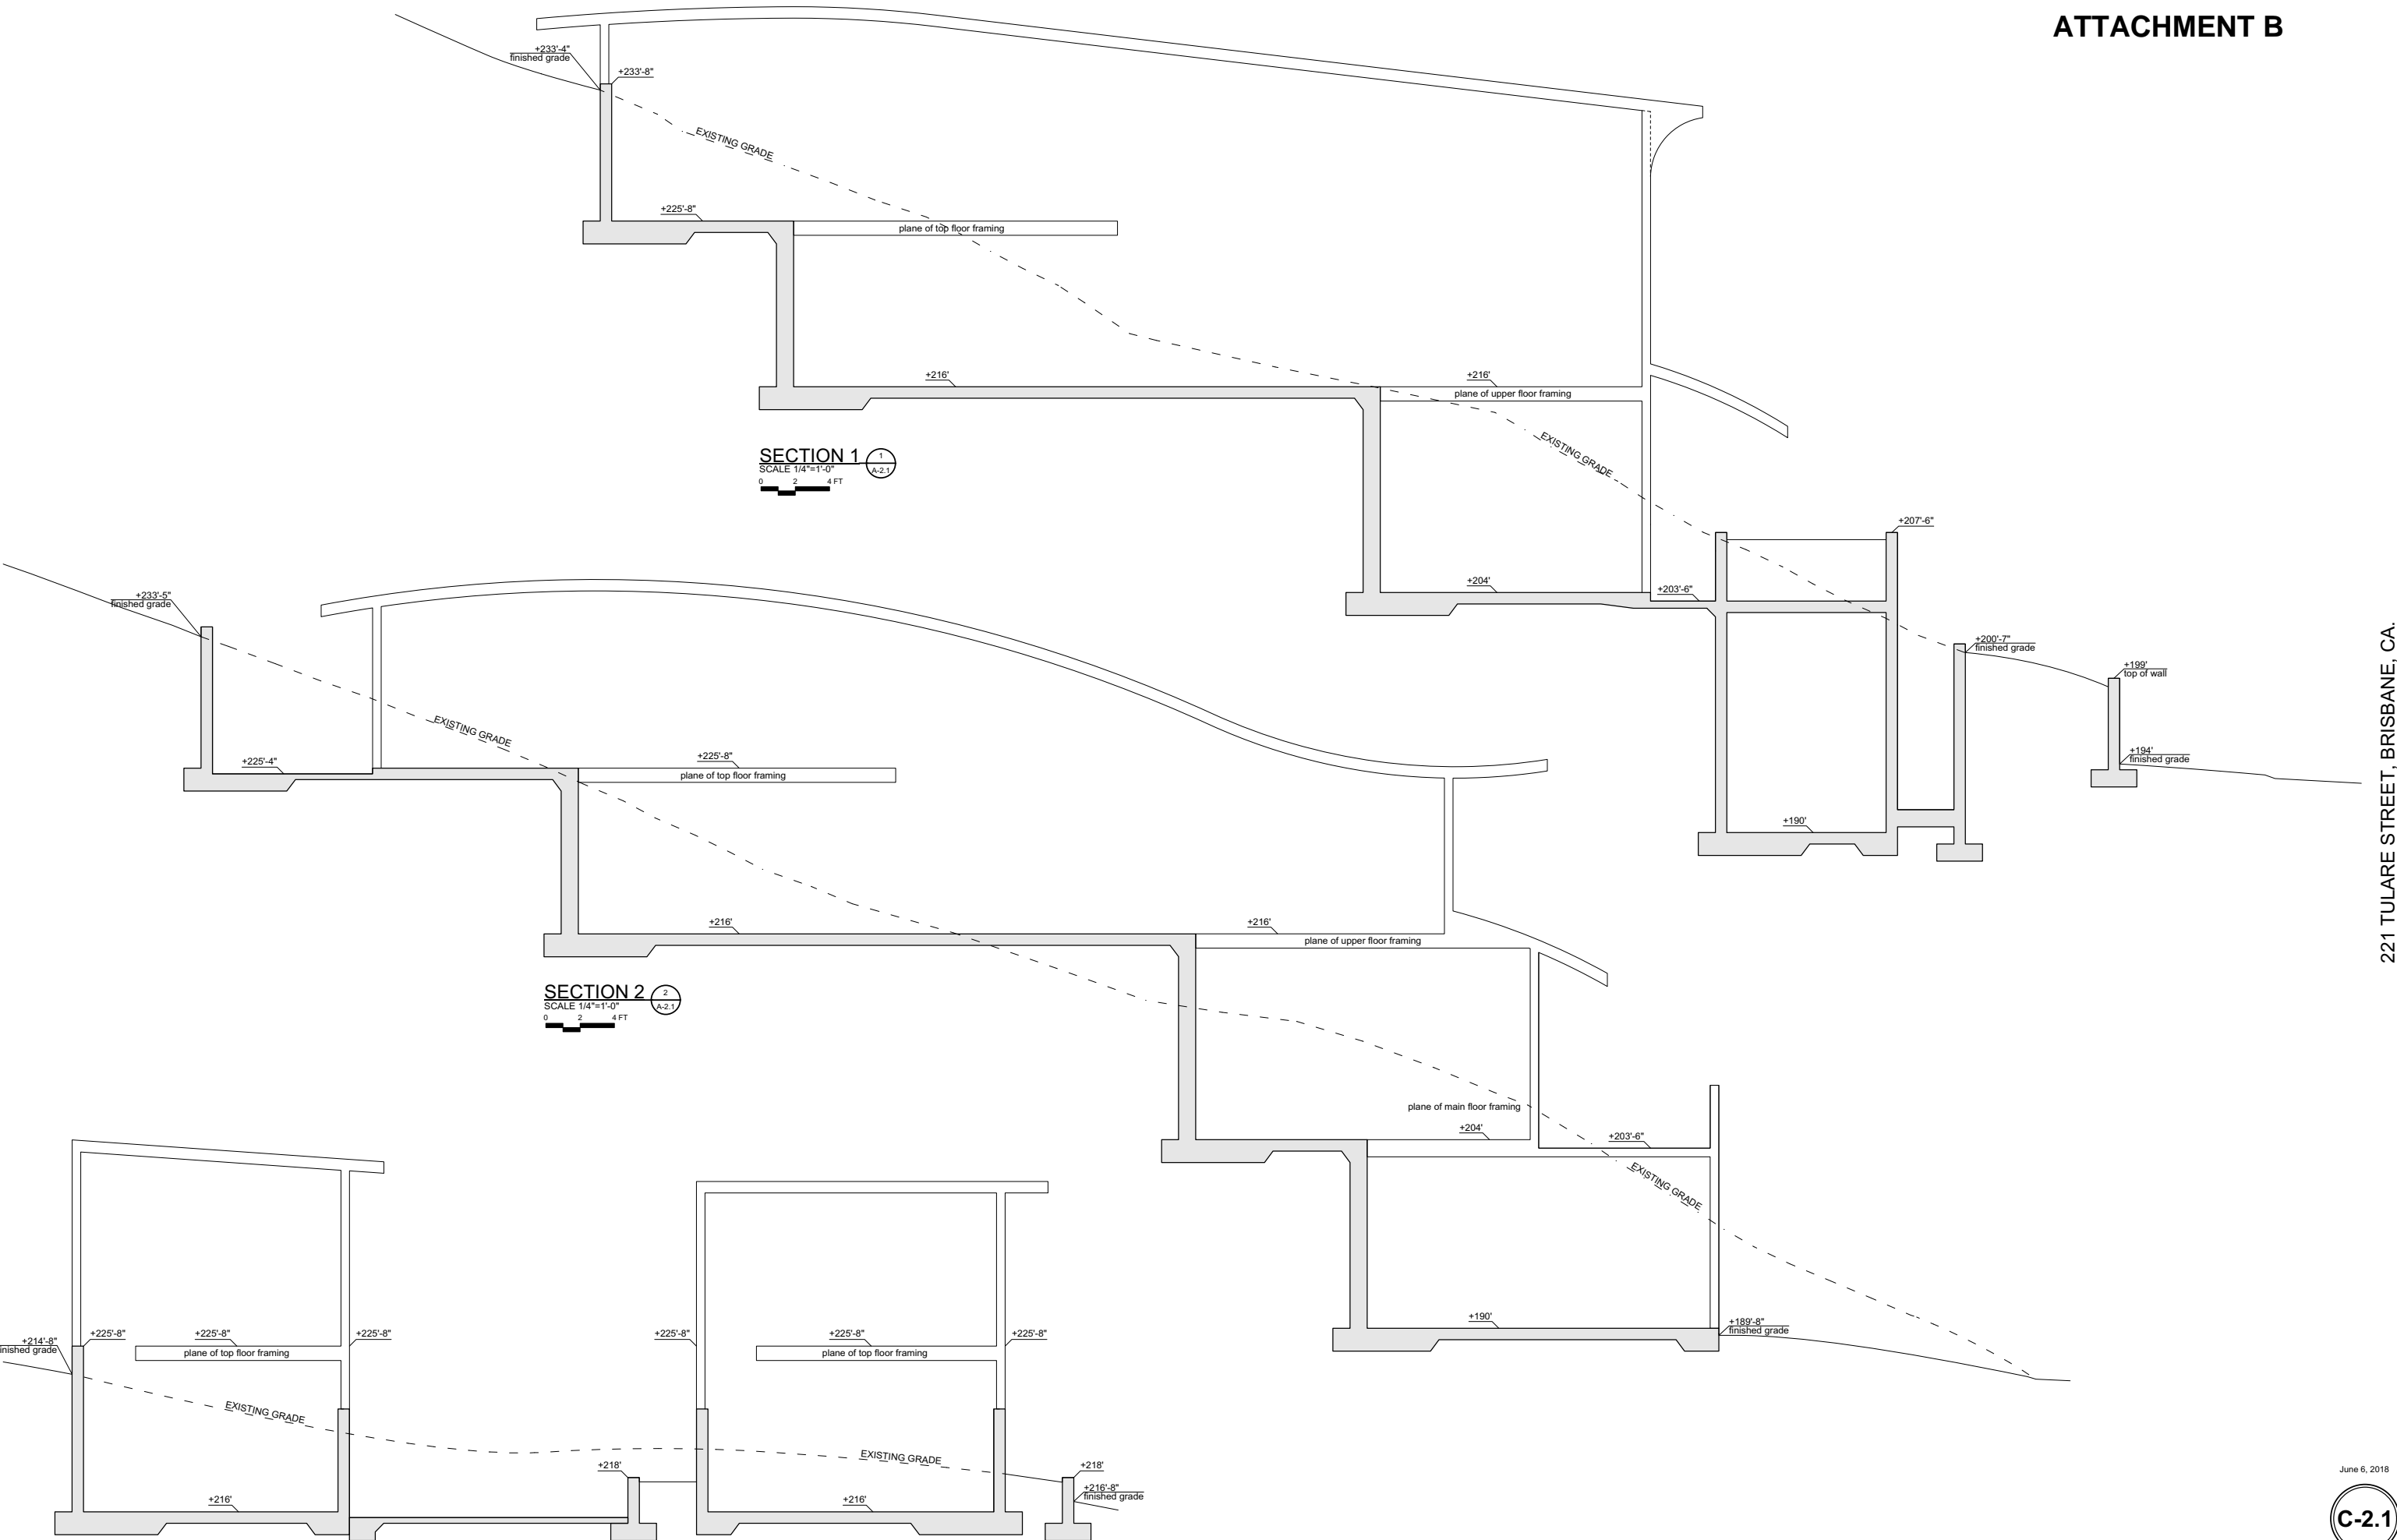 ATTACHMENT B
+233'-4"
finished grade
+233'-8"
EXISTING GRADE
+225'-8"
plane of top floor framing
+216'
+216'
plane of upper floor framing
EXISTING GRADE
SECTION 1
SCALE 1/4"=1'-0"
0 2 4 FT
1
A-2.1
+207'-6"
+204'
+203'-6"
+200'-7"
finished grade
+199'
top of wall
+194'
finished grade
+190'
+233'-5"
finished grade
EXISTING GRADE
+225'-4"
+225'-8"
plane of top floor framing
+216'
+216'
plane of upper floor framing
SECTION 2
SCALE 1/4"=1'-0"
0 2 4 FT
2
A-2.1
plane of main floor framing
+204'
+203'-6"
EXISTING GRADE
+190'
+189'-8"
finished grade
+214'-8"
inished grade
+225'-8"
+225'-8"
plane of top floor framing
+225'-8"
EXISTING GRADE
+216'
+218'
+225'-8"
+225'-8"
plane of top floor framing
+225'-8"
EXISTING GRADE
+216'
+218'
+216'-8"
finished grade
221 TULARE STREET, BRISBANE, CA.
June 6, 2018
C-2.1